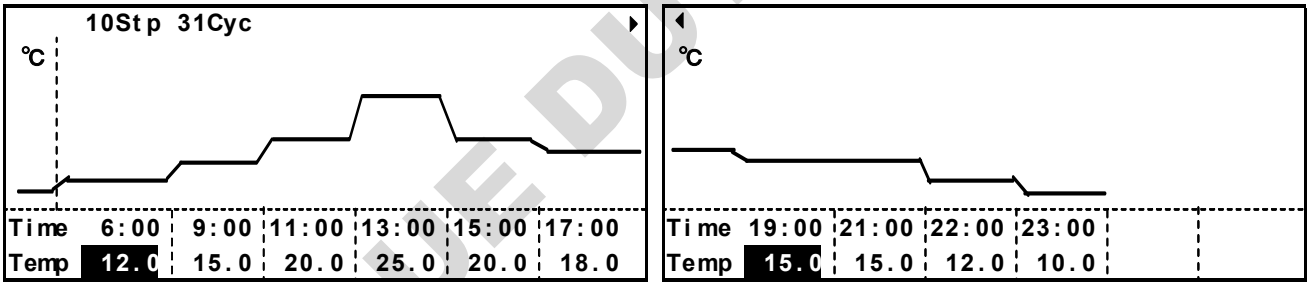 10Stp 31Cyc
℃
Time 6:00 9:00 11:00 13:00 15:00 17:00
Temp 12.0 15.0 20.0 25.0 20.0 18.0
℃
Time 19:00 21:00 22:00 23:00
Temp 15.0 15.0 12.0 10.0